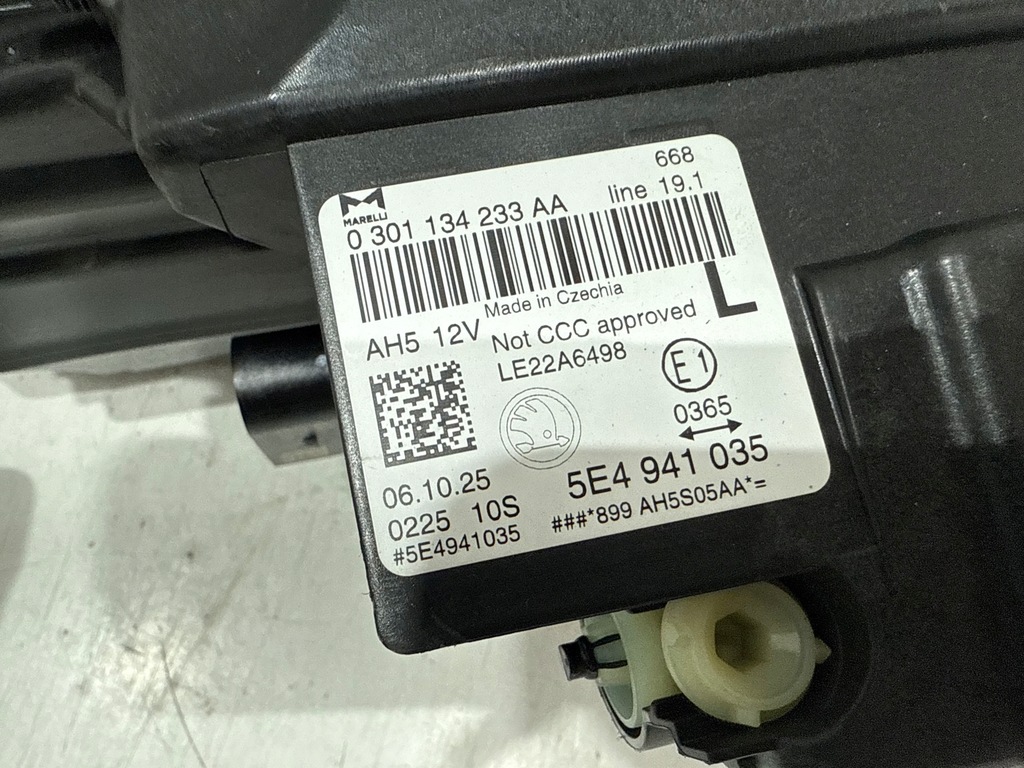 668
line 19.1
MARELLI
0 301 134 233 AA
Made in Czechia
L
AH5 12V
Not CCC approved
LE22A6498
E1
0365
06.10.25
5E4 941 035
0225 10S
###*899 AH5S05AA*=
#5E4941035